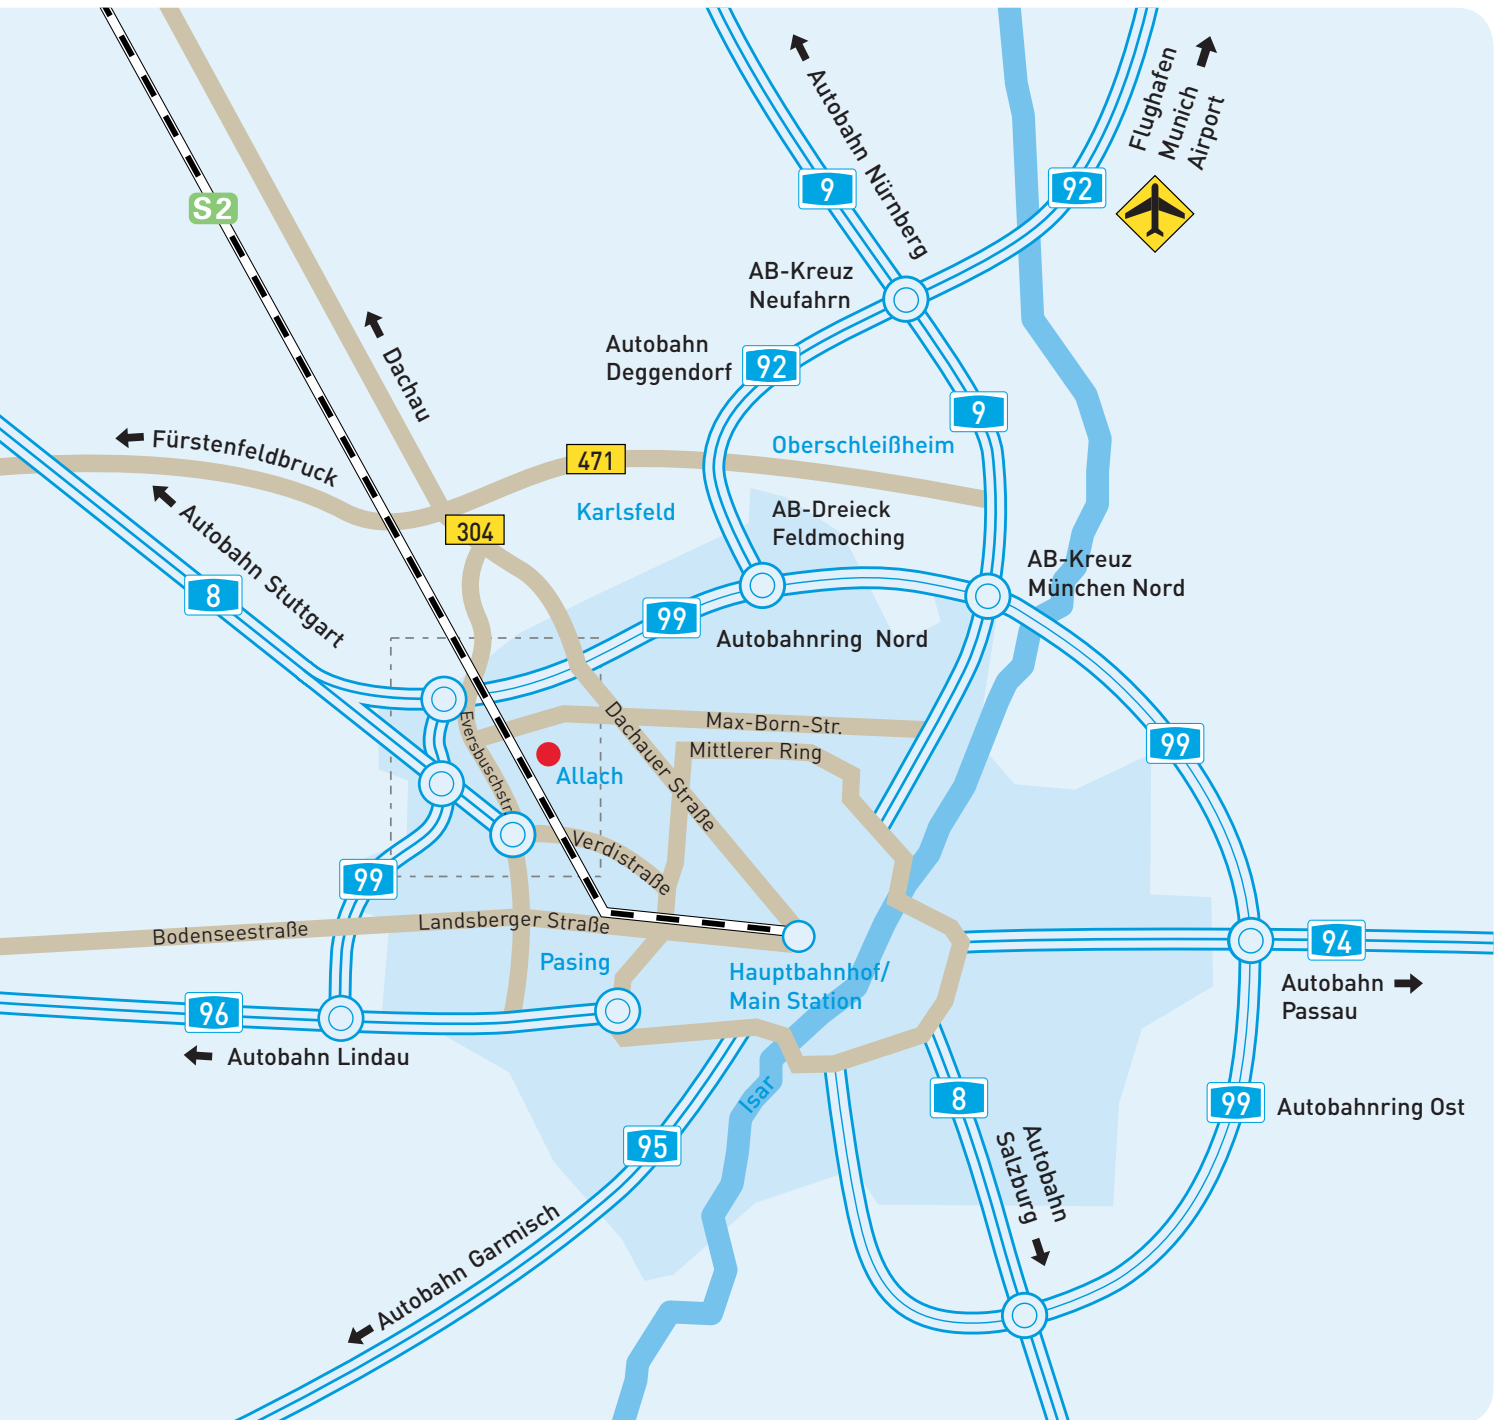 Flughafen
Munich
Airport
Autobahn Nürnberg
9
92
S2
AB-Kreuz
Neufahrn
Autobahn
Deggendorf
92
Dachau
9
Fürstenfeldbruck
471
Oberschleißheim
Karlsfeld
304
AB-Dreieck
Feldmoching
Autobahn Stuttgart
8
AB-Kreuz
München Nord
99
Autobahnring Nord
Eversbuschstr.
Dachauer Straße
Max-Born-Str.
Mittlerer Ring
99
Allach
Verdistraße
99
Bodenseestraße
Landsberger Straße
94
Pasing
Hauptbahnhof/
Main Station
Autobahn
Passau
96
Autobahn Lindau
Isar
8
99
Autobahnring Ost
95
Autobahn
Salzburg
Autobahn Garmisch